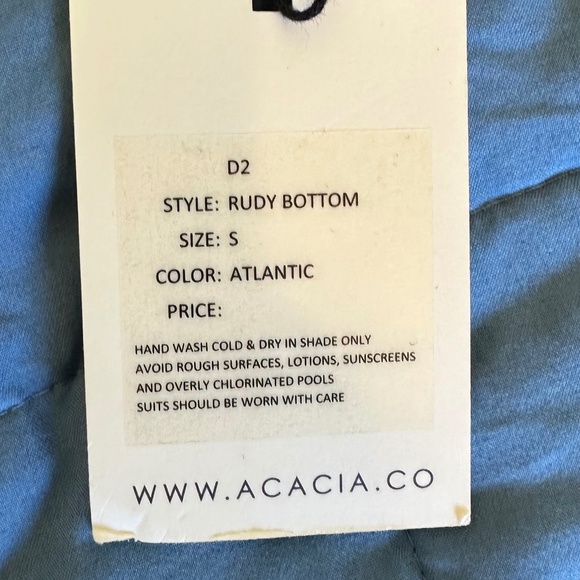 D2
STYLE: RUDY BOTTOM
SIZE: S
COLOR: ATLANTIC
PRICE:
HAND WASH COLD & DRY IN SHADE ONLY
AVOID ROUGH SURFACES, LOTIONS, SUNSCREENS
AND OVERLY CHLORINATED POOLS
SUITS SHOULD BE WORN WITH CARE
WWW.ACACIA.CO